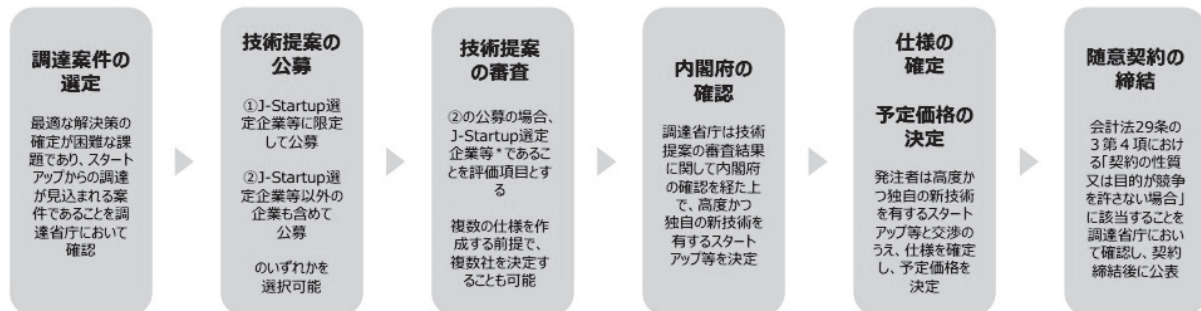 調達案件の
選定
最適な解決策の
確定が困難な課
題であり、スタート
アップからの調達
が見込まれる案
件であることを調
達省庁において
確認
技術提案の
公募
①J-Startup選
定企業等に限定
して公募
②J-Startup選
定企業等以外の
企業も含めて
公募
のいずれかを
選択可能
技術提案
の審査
②の公募の場合、
J-Startup選定
企業等*であるこ
とを評価項目とす
る
複数の仕様を作
成する前提で、
複数社を決定す
ることも可能
内閣府の
確認
調達省庁は技術
提案の審査結果
に関して内閣府
の確認を経た上
で、高度かつ
独自の新技術を
有するスタート
アップ等を決定
仕様の
確定
予定価格の
決定
発注者は高度か
つ独自の新技術
を有するスタート
アップ等と交渉の
うえ、仕様を確定
し、予定価格を
決定
随意契約の
締結
会計法29条の
3第4項におけ
る「契約の性質
又は目的が競争
を許さない場合」
に該当することを
調達省庁におい
て確認し、契約
締結後に公表